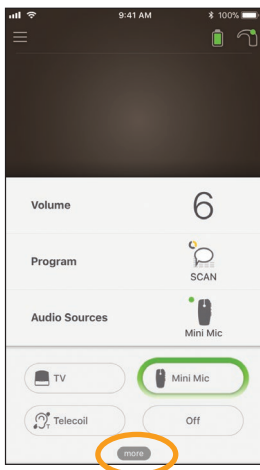 9:41 AM 100%
Volume 6
Program SCAN
Audio Sources Mini Mic
TV Mini Mic
Telecoil Off
more